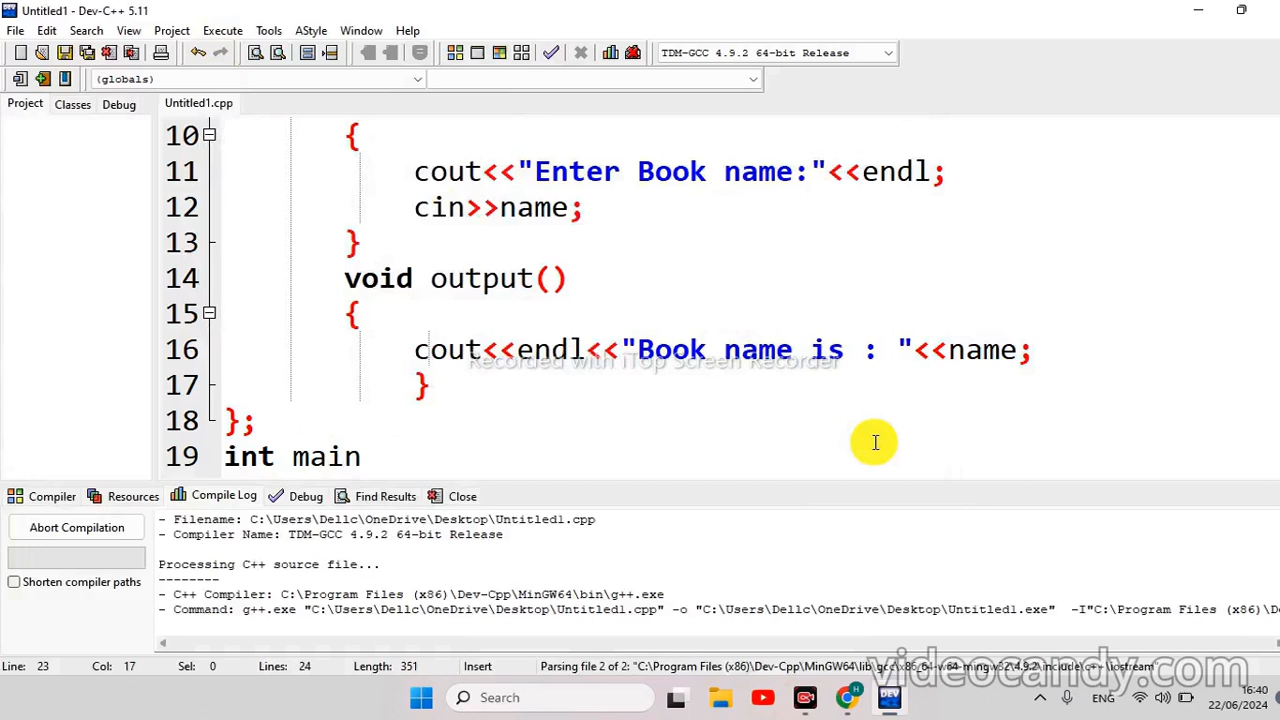 Untitled1 - Dev-C++ 5.11
File Edit Search View Project Execute Tools AStyle Window Help
TDM-GCC 4.9.2 64-bit Release
(globals)
Project Classes Debug Untitled1.cpp
10 {
11 cout<<"Enter Book name:"<<endl;
12 cin>>name;
13 }
14 void output()
15 {
16 cout<<endl<<"Book name is : "<<name;
Recorded with iTop Screen Recorder
17 }
18 };
19 int main
Compiler Resources Compile Log Debug Find Results Close
Abort Compilation
Shorten compiler paths
- Filename: C:\Users\Dellc\OneDrive\Desktop\Untitled1.cpp
- Compiler Name: TDM-GCC 4.9.2 64-bit Release
Processing C++ source file...
--------
- C++ Compiler: C:\Program Files (x86)\Dev-Cpp\MinGW64\bin\g++.exe
- Command: g++.exe "C:\Users\Dellc\OneDrive\Desktop\Untitled1.cpp" -o "C:\Users\Dellc\OneDrive\Desktop\Untitled1.exe" -I"C:\Program Files (x86)\De
Line: 23 Col: 17 Sel: 0 Lines: 24 Length: 351 Insert Parsing file 2 of 2: "C:\Program Files (x86)\Dev-Cpp\MinGW64\lib\gcc\x86_64-w64-mingw32\4.9.2\include\c++\iostream"
videocandy.com
Search
ENG
16:40
22/06/2024